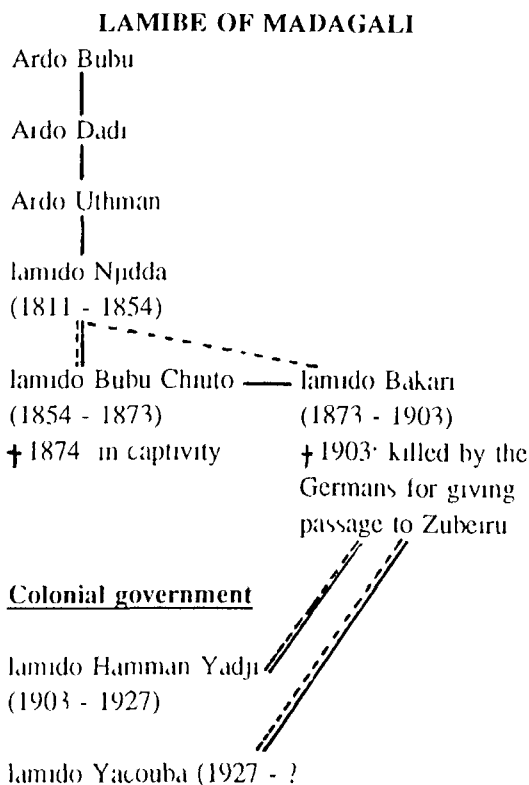 LAMIBE OF MADAGALI
Ardo Bubu
Ardo Dadi
Ardo Uthman
lamido Njidda
(1811 - 1854)
lamido Bubu Chiuto
(1854 - 1873)
† 1874 in captivity
lamido Bakari
(1873 - 1903)
† 1903: killed by the
Germans for giving
passage to Zubeiru
Colonial government
lamido Hamman Yadji
(1903 - 1927)
lamido Yacouba (1927 - ?